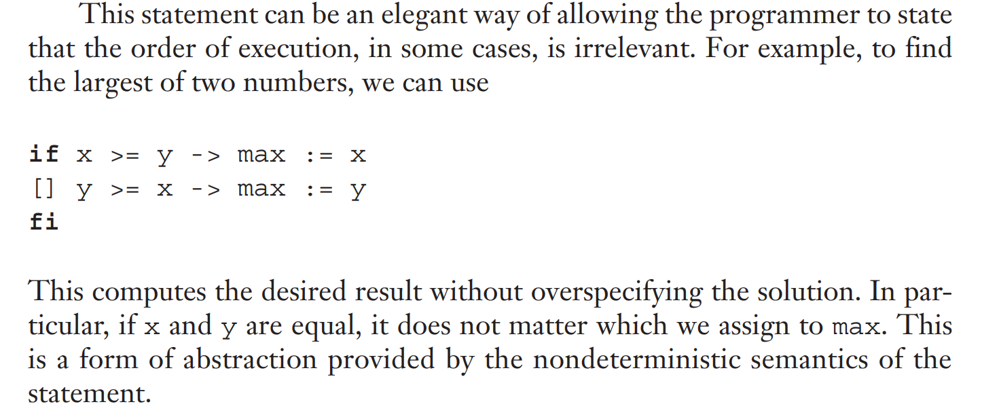 This statement can be an elegant way of allowing the programmer to state
that the order of execution, in some cases, is irrelevant. For example, to find
the largest of two numbers, we can use
if x >= y -> max := x
[] y >= x -> max := y
fi
This computes the desired result without overspecifying the solution. In par-
ticular, if x and y are equal, it does not matter which we assign to max. This
is a form of abstraction provided by the nondeterministic semantics of the
statement.